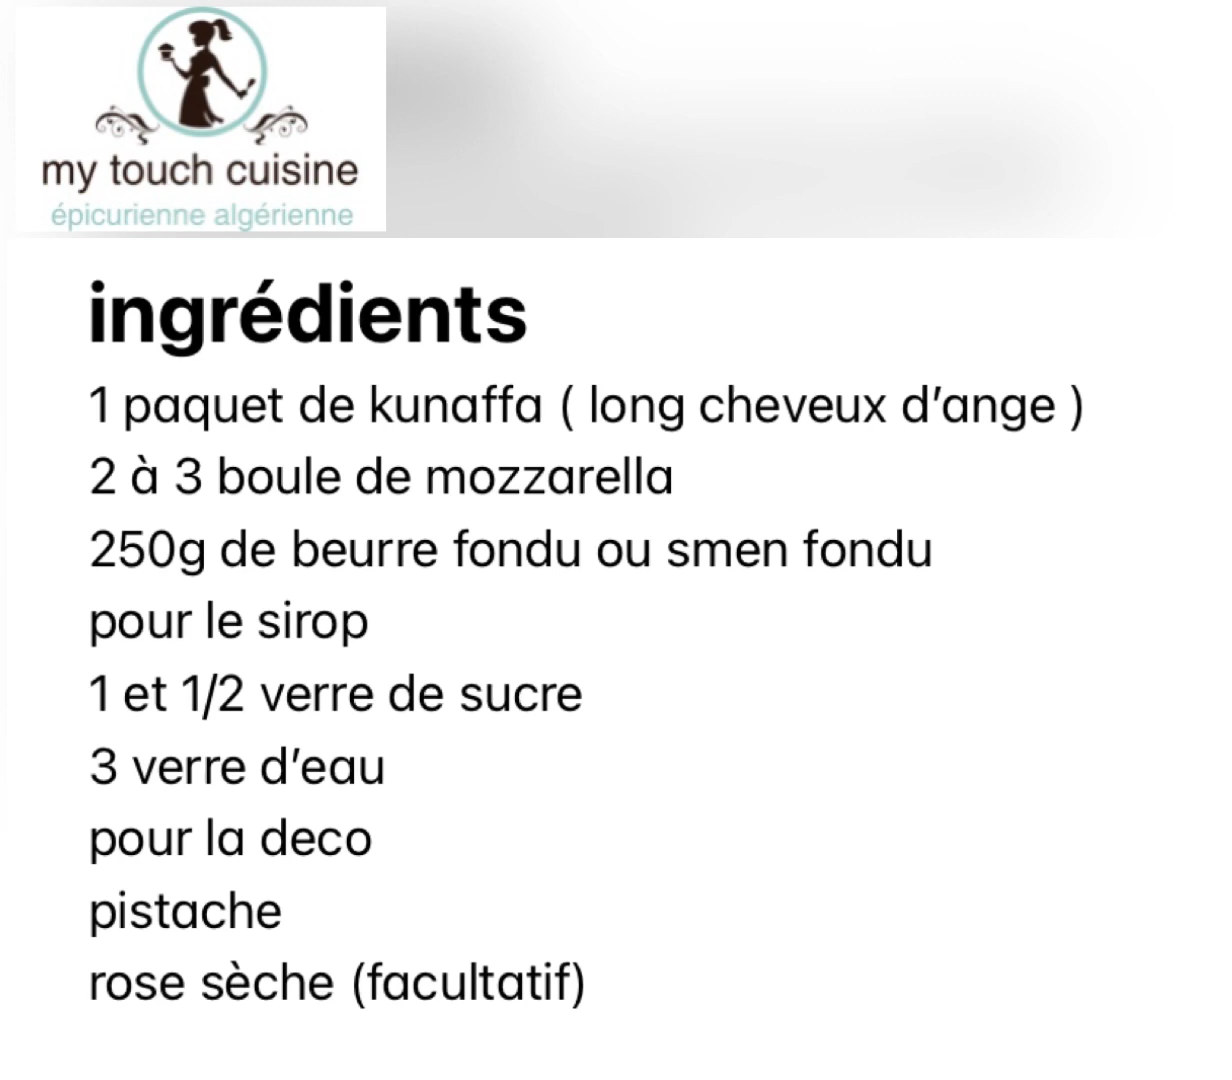 my touch cuisine
épicurienne algérienne
ingrédients
1 paquet de kunaffa ( long cheveux d’ange )
2 à 3 boule de mozzarella
250g de beurre fondu ou smen fondu
pour le sirop
1 et 1/2 verre de sucre
3 verre d’eau
pour la deco
pistache
rose sèche (facultatif)